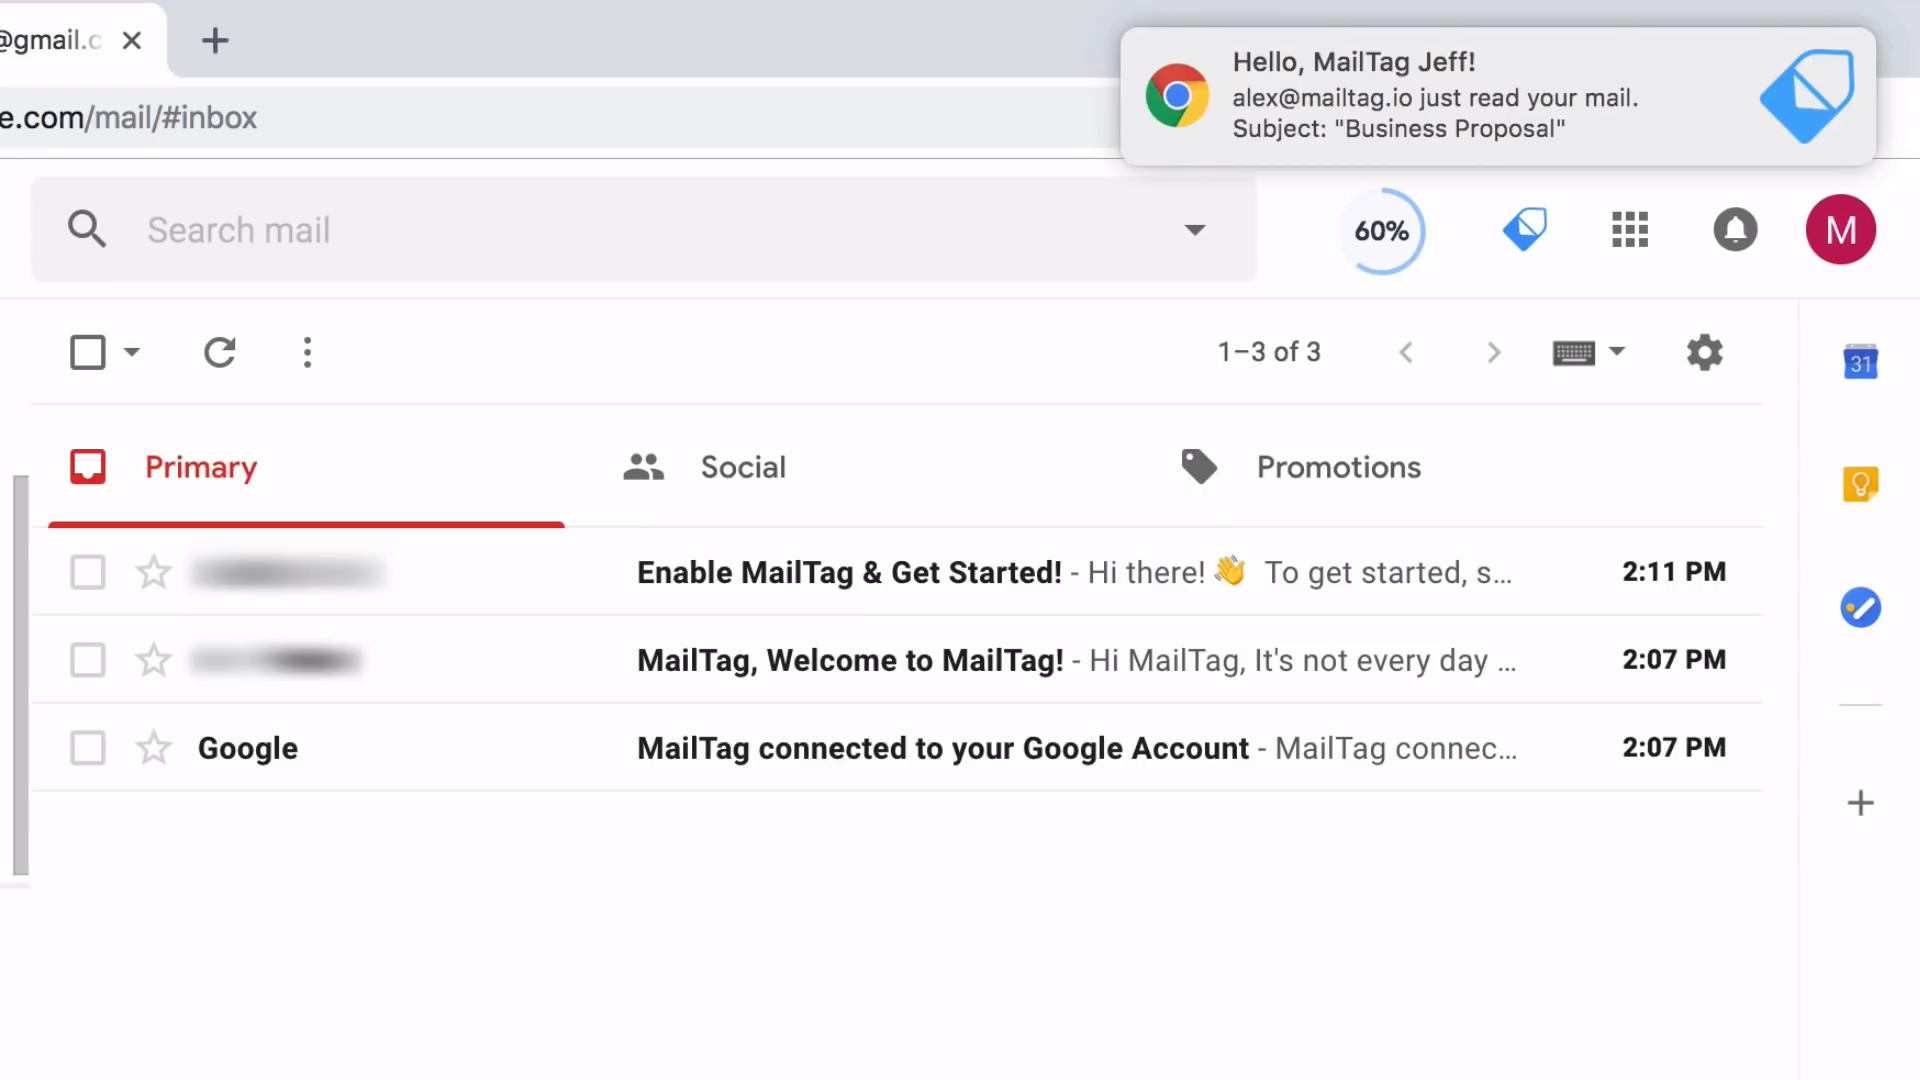 @gmail.c
Hello, MailTag Jeff!
alex@mailtag.io just read your mail.
Subject: "Business Proposal"
e.com/mail/#inbox
Search mail
60%
M
1–3 of 3
31
Primary
Social
Promotions
Enable MailTag & Get Started! - Hi there! 👋 To get started, s... 2:11 PM
MailTag, Welcome to MailTag! - Hi MailTag, It's not every day ... 2:07 PM
Google MailTag connected to your Google Account - MailTag connec... 2:07 PM